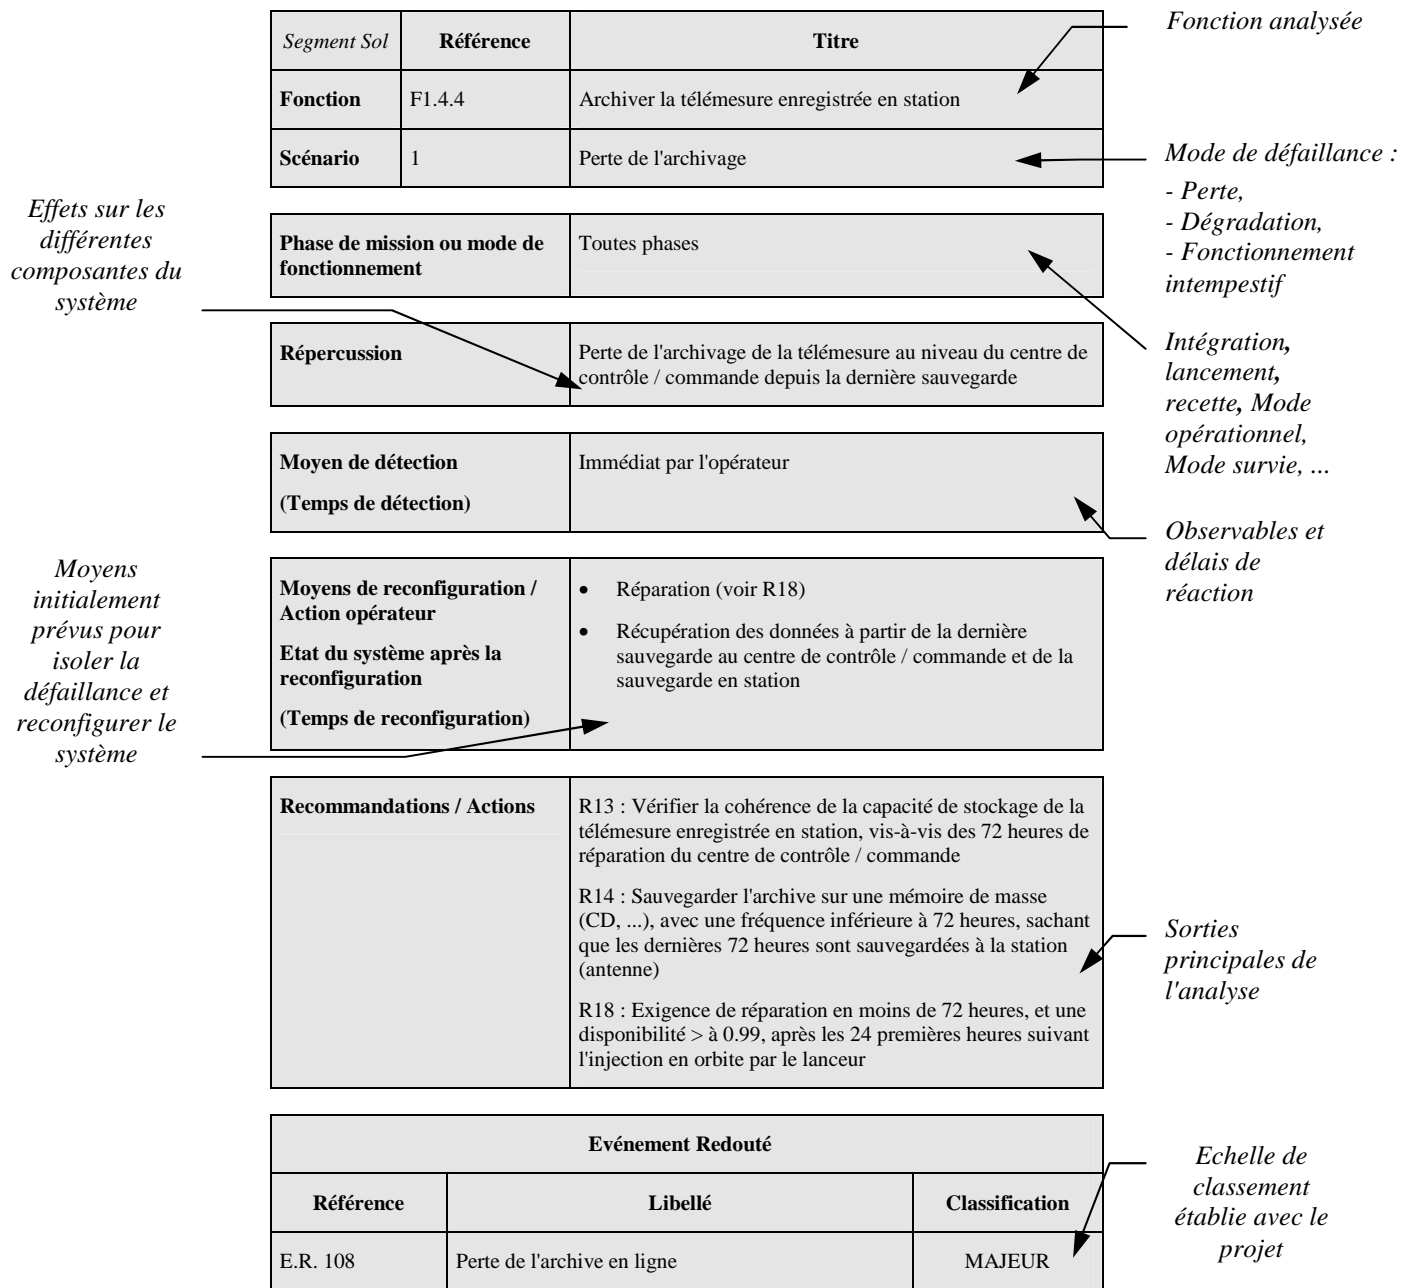 Segment Sol Référence Titre
Fonction analysée
Fonction F1.4.4 Archiver la télémesure enregistrée en station
Scénario 1 Perte de l'archivage
Mode de défaillance :
- Perte,
- Dégradation,
- Fonctionnement
intempestif
Effets sur les
différentes
composantes du
système
Phase de mission ou mode de
fonctionnement
Toutes phases
Intégration,
lancement,
recette, Mode
opérationnel,
Mode survie, ...
Répercussion
Perte de l'archivage de la télémesure au niveau du centre de
contrôle / commande depuis la dernière sauvegarde
Moyen de détection
(Temps de détection)
Immédiat par l'opérateur
Observables et
délais de
réaction
Moyens
initialement
prévus pour
isoler la
défaillance et
reconfigurer le
système
Moyens de reconfiguration /
Action opérateur
Etat du système après la
reconfiguration
(Temps de reconfiguration)
• Réparation (voir R18)
• Récupération des données à partir de la dernière
sauvegarde au centre de contrôle / commande et de la
sauvegarde en station
Recommandations / Actions
R13 : Vérifier la cohérence de la capacité de stockage de la
télémesure enregistrée en station, vis-à-vis des 72 heures de
réparation du centre de contrôle / commande
R14 : Sauvegarder l'archive sur une mémoire de masse
(CD, ...), avec une fréquence inférieure à 72 heures, sachant
que les dernières 72 heures sont sauvegardées à la station
(antenne)
R18 : Exigence de réparation en moins de 72 heures, et une
disponibilité > à 0.99, après les 24 premières heures suivant
l'injection en orbite par le lanceur
Sorties
principales de
l'analyse
Evénement Redouté
Référence Libellé Classification
E.R. 108 Perte de l'archive en ligne MAJEUR
Echelle de
classement
établie avec le
projet